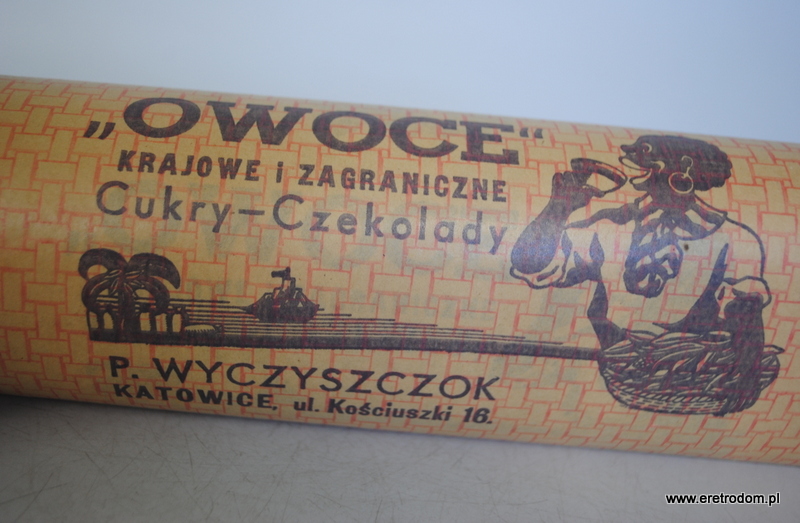 „OWOCE“
KRAJOWE i ZAGRANICZNE
Cukry-Czekolady
P. WYCZYSZCZOK
KATOWICE, ul. Kościuszki 16.
www.eretrodom.pl